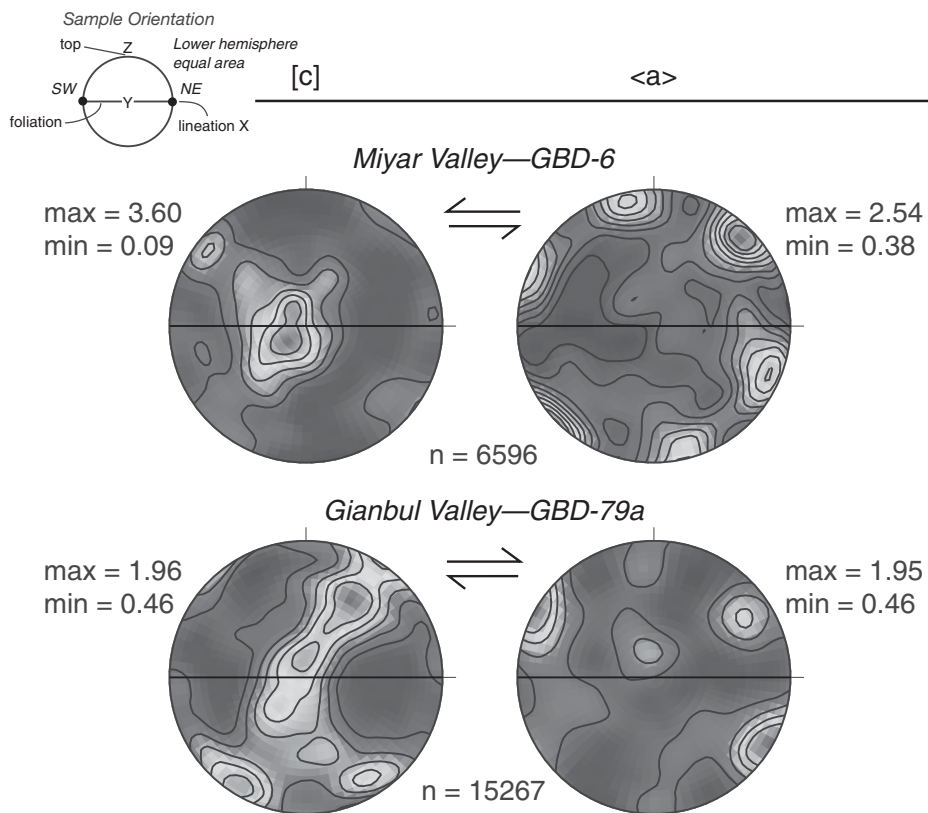 Sample Orientation
top
Z
Lower hemisphere
equal area
SW
Y
NE
foliation
lineation X
[c]
<a>
Miyar Valley—GBD-6
max = 3.60
min = 0.09
max = 2.54
min = 0.38
n = 6596
Gianbul Valley—GBD-79a
max = 1.96
min = 0.46
max = 1.95
min = 0.46
n = 15267